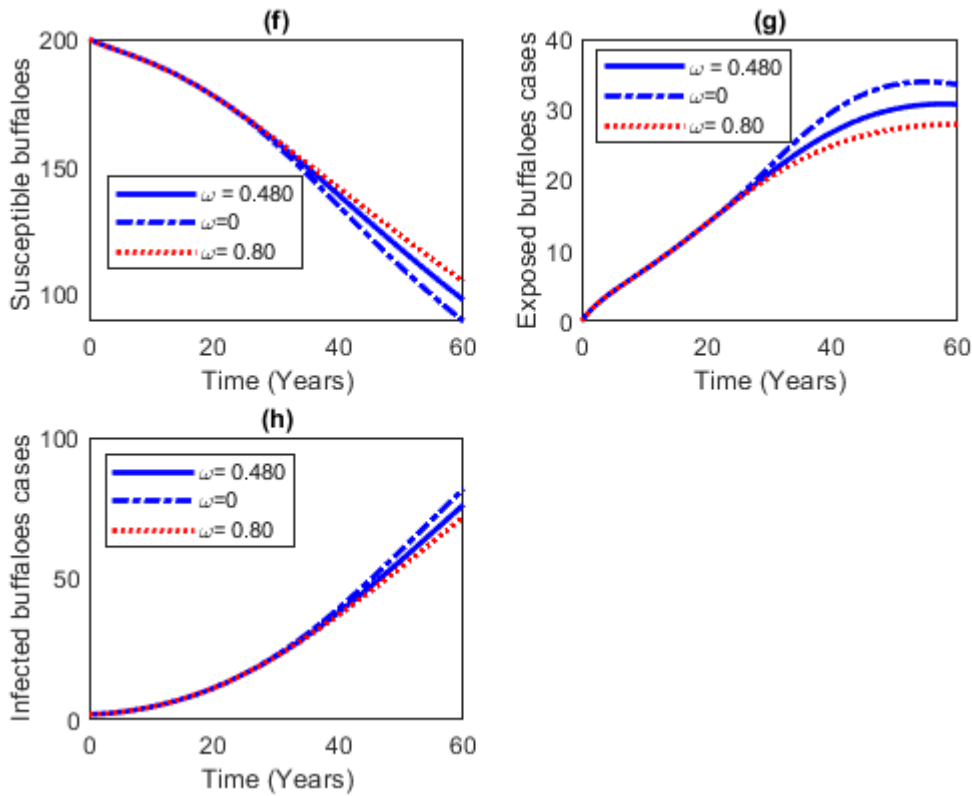 (f)
Susceptible buffaloes
200
150
100
ω = 0.480
ω=0
ω= 0.80
0
20
40
60
Time (Years)
(g)
Exposed buffaloes cases
40
30
20
10
0
ω = 0.480
ω=0
ω= 0.80
0
20
40
60
Time (Years)
(h)
Infected buffaloes cases
100
50
0
ω= 0.480
ω=0
ω= 0.80
0
20
40
60
Time (Years)